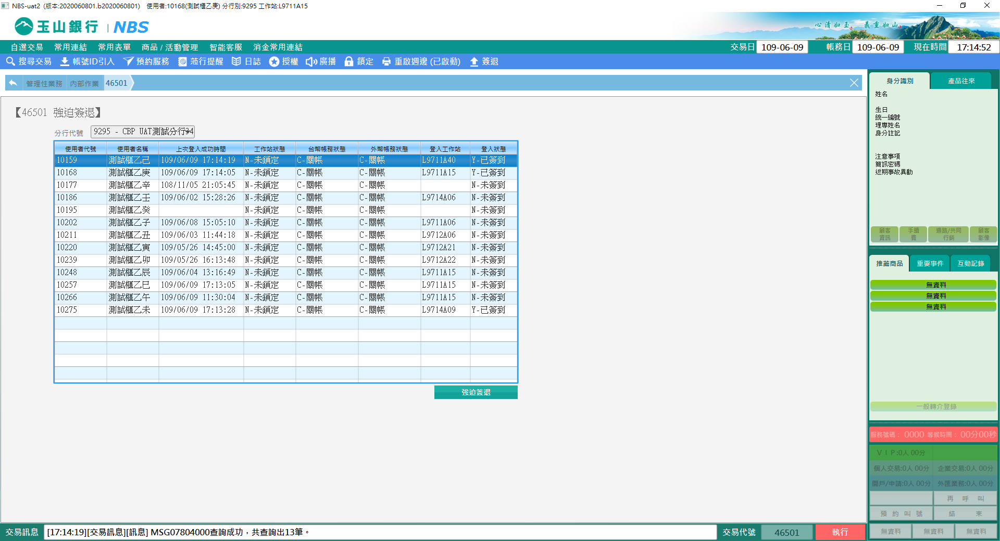 NBS-uat2 (版本:2020060801.b2020060801) 使用者:10168(測試櫃乙庚) 分行別:9295 工作站:L9711A15
玉山銀行 | NBS
心清如玉。義重如山。
自選交易 常用連結 常用表單 商品 / 活動管理 智能客服 消金常用連結 交易日 109-06-09 帳務日 109-06-09 現在時間 17:14:52
搜尋交易 帳號ID引入 預約服務 蒞行提醒 日誌 授權 廣播 鎖定 重啟週邊 (已啟動) 簽退
管理性業務 內部作業 46501
【46501 強迫簽退】
分行代號 9295 - CBP UAT測試分行34
使用者代號 使用者名稱 上次登入成功時間 工作站狀態 台幣帳務狀態 外幣帳務狀態 登入工作站 登入狀態
10159 測試櫃乙己 109/06/09 17:14:19 N-未鎖定 C-關帳 C-關帳 L9711A40 Y-已簽到
10168 測試櫃乙庚 109/06/09 17:14:05 N-未鎖定 C-關帳 C-關帳 L9711A15 Y-已簽到
10177 測試櫃乙辛 108/11/05 21:05:45 N-未鎖定 C-關帳 C-關帳 N-未簽到
10186 測試櫃乙壬 109/06/02 15:28:26 N-未鎖定 C-關帳 C-關帳 L9714A06 N-未簽到
10195 測試櫃乙癸 N-未鎖定 C-關帳 C-關帳 N-未簽到
10202 測試櫃乙子 109/06/08 15:05:10 N-未鎖定 C-關帳 C-關帳 L9711A06 N-未簽到
10211 測試櫃乙丑 109/06/03 11:44:18 N-未鎖定 C-關帳 C-關帳 L9712A06 N-未簽到
10220 測試櫃乙寅 109/05/26 14:45:00 N-未鎖定 C-關帳 C-關帳 L9712A21 N-未簽到
10239 測試櫃乙卯 109/05/26 16:13:48 N-未鎖定 C-關帳 C-關帳 L9712A22 N-未簽到
10248 測試櫃乙辰 109/06/04 13:16:49 N-未鎖定 C-關帳 C-關帳 L9711A15 N-未簽到
10257 測試櫃乙巳 109/06/09 17:13:05 N-未鎖定 C-關帳 C-關帳 L9711A15 N-未簽到
10266 測試櫃乙午 109/06/09 11:30:04 N-未鎖定 C-關帳 C-關帳 L9711A15 N-未簽到
10275 測試櫃乙未 109/06/09 17:13:28 N-未鎖定 C-關帳 C-關帳 L9714A09 Y-已簽到
強迫簽退
身分識別 產品往來
姓名
生日
統一編號
理專姓名
身分註記
注意事項
簡訊密碼
近期事故異動
顧客資訊 手續費 通路/共同行銷 顧客影像
推薦商品 重要事件 互動記錄
無資料
無資料
無資料
一般轉介登錄
服務號碼： 0000 等候時間： 00分00秒
ＶＩＰ:0人 00分
個人交易:0人 00分 企業交易:0人 00分
開戶/申請:0人 00分 外匯業務:0人 00分
再 呼 叫
預 約 叫 號 結 束
無資料 無資料 無資料
交易訊息 [17:14:19][交易訊息][訊息] MSG07804000查詢成功，共查詢出13筆。 交易代號 46501 執行